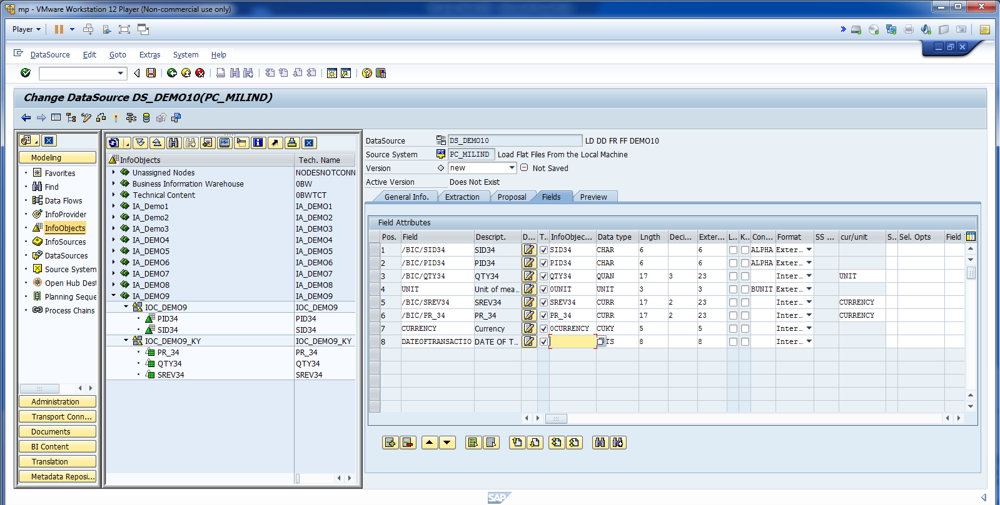 mp - VMware Workstation 12 Player (Non-commercial use only)
Player
DataSource Edit Goto Extras System Help
Change DataSource DS_DEMO10(PC_MILIND)
Modeling
Favorites
Find
Data Flows
InfoProvider
InfoObjects
InfoSources
DataSources
Source System
Open Hub Dest
Planning Seque
Process Chains
Administration
Transport Conn...
Documents
BI Content
Translation
Metadata Reposi...
InfoObjects Tech. Name
Unassigned Nodes NODESNOTCONN
Business Information Warehouse 0BW
Technical Content 0BWTCT
IA_Demo1 IA_DEMO1
IA_Demo2 IA_DEMO2
IA_Demo3 IA_DEMO3
IA_DEMO4 IA_DEMO4
IA_DEMO5 IA_DEMO5
IA_DEMO6 IA_DEMO6
IA_DEMO7 IA_DEMO7
IA_DEMO8 IA_DEMO8
IA_DEMO9 IA_DEMO9
IOC_DEMO9 IOC_DEMO9
PID34 PID34
SID34 SID34
IOC_DEMO9_KY IOC_DEMO9_KY
PR_34 PR_34
QTY34 QTY34
SREV34 SREV34
DataSource DS_DEMO10 LD DD FR FF DEMO10
Source System PC_MILIND Load Flat Files From the Local Machine
Version new Not Saved
Active Version Does Not Exist
General Info. Extraction Proposal Fields Preview
Field Attributes
Pos. Field Descript. D... T.. InfoObjec... Data type Lngth Deci... Exter... L.. K.. Con... Format SS ... cur/unit S.. Sel. Opts Field T
1 /BIC/SID34 SID34 SID34 CHAR 6 6 ALPHA Exter...
2 /BIC/PID34 PID34 PID34 CHAR 6 6 ALPHA Exter...
3 /BIC/QTY34 QTY34 QTY34 QUAN 17 3 23 Inter... UNIT
4 UNIT Unit of mea... 0UNIT UNIT 3 3 BUNIT Exter...
5 /BIC/SREV34 SREV34 SREV34 CURR 17 2 23 Inter... CURRENCY
6 /BIC/PR_34 PR_34 PR_34 CURR 17 2 23 Inter... CURRENCY
7 CURRENCY Currency 0CURRENCY CUKY 5 5 Inter...
8 DATEOFTRANSACTIO DATE OF T... TS 8 8 Inter...
SAP